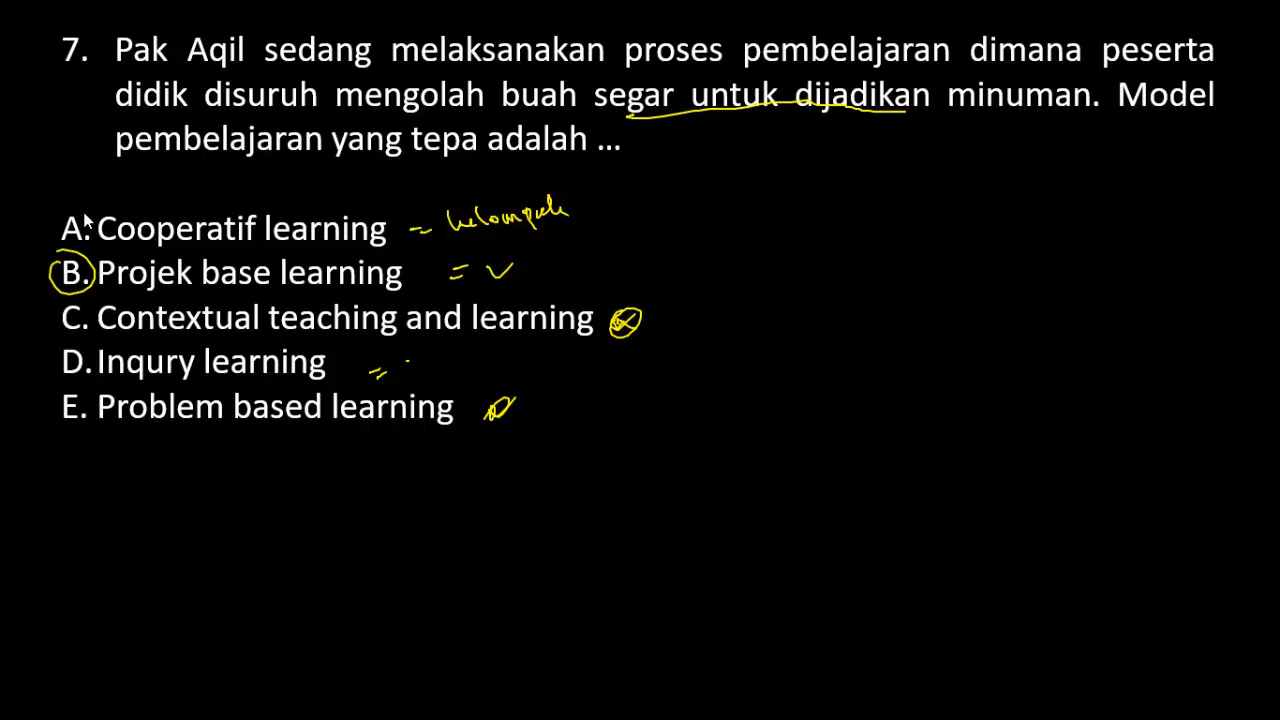 7. Pak Aqil sedang melaksanakan proses pembelajaran dimana peserta
didik disuruh mengolah buah segar untuk dijadikan minuman. Model
pembelajaran yang tepa adalah ...
A. Cooperatif learning = kelompok
B. Projek base learning = ✓
C. Contextual teaching and learning
D. Inqury learning =
E. Problem based learning